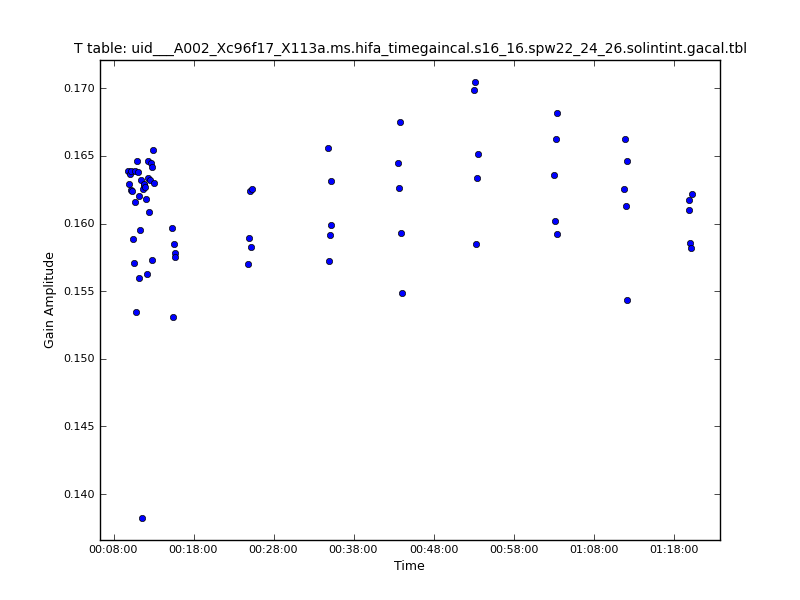 T table: uid___A002_Xc96f17_X113a.ms.hifa_timegaincal.s16_16.spw22_24_26.solintint.gacal.tbl
0.170
0.165
0.160
0.155
0.150
0.145
0.140
Gain Amplitude
00:08:00 00:18:00 00:28:00 00:38:00 00:48:00 00:58:00 01:08:00 01:18:00
Time